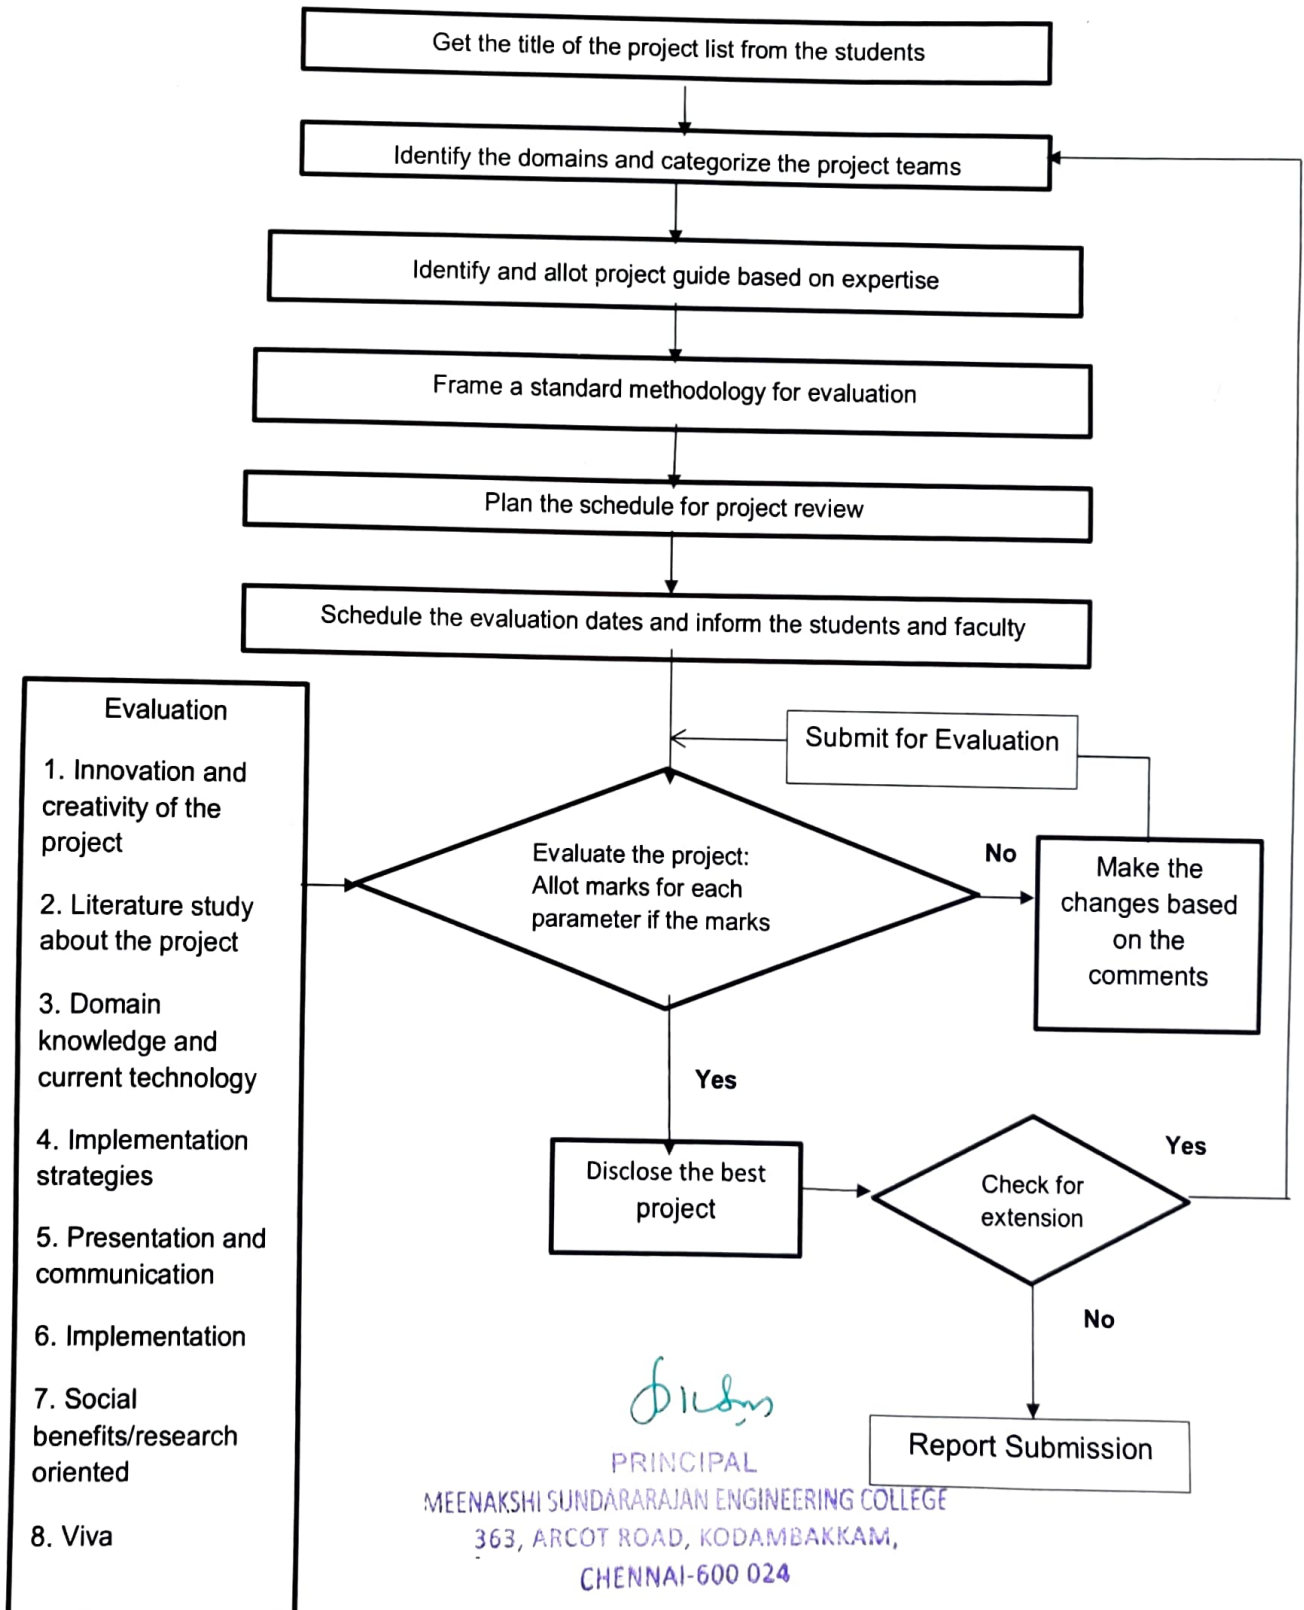 Get the title of the project list from the students
Identify the domains and categorize the project teams
Identify and allot project guide based on expertise
Frame a standard methodology for evaluation
Plan the schedule for project review
Schedule the evaluation dates and inform the students and faculty
Evaluation
1. Innovation and
creativity of the
project
2. Literature study
about the project
3. Domain
knowledge and
current technology
4. Implementation
strategies
5. Presentation and
communication
6. Implementation
7. Social
benefits/research
oriented
8. Viva
Submit for Evaluation
Evaluate the project:
Allot marks for each
parameter if the marks
No
Make the
changes based
on the
comments
Yes
Disclose the best
project
Check for
extension
Yes
No
Report Submission
PRINCIPAL
MEENAKSHI SUNDARARAJAN ENGINEERING COLLEGE
363, ARCOT ROAD, KODAMBAKKAM,
CHENNAI-600 024